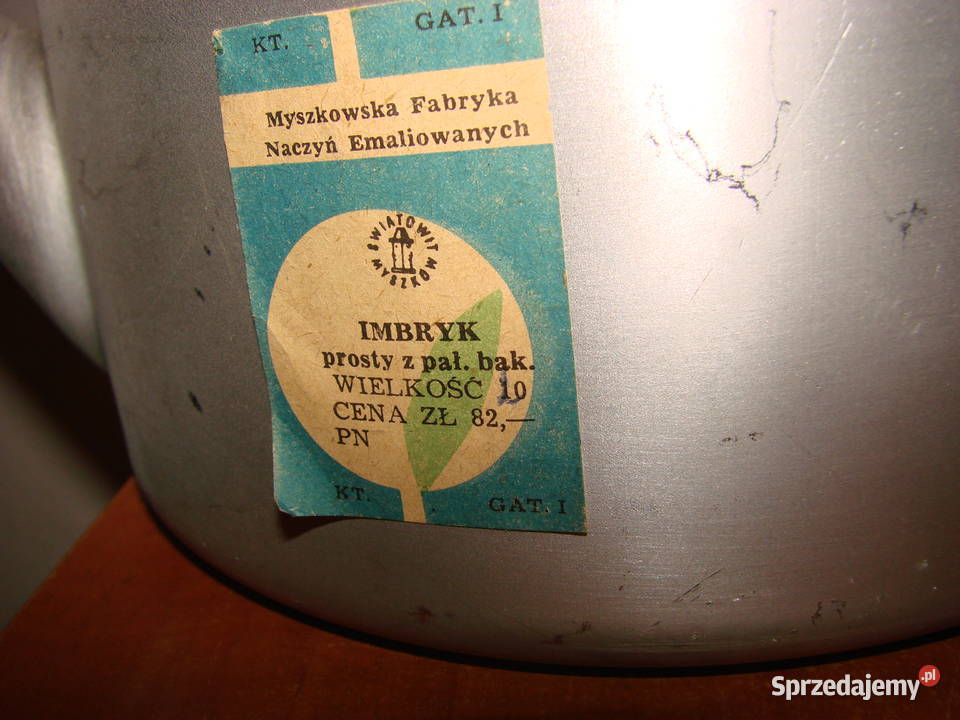 KT. GAT. I
Myszkowska Fabryka
Naczyń Emaliowanych
ŚWIATOWIT MYSZKÓW
IMBRYK
prosty z pał. bak.
WIELKOŚĆ 10
CENA ZŁ 82,—
PN
KT. GAT. I
Sprzedajemy.pl